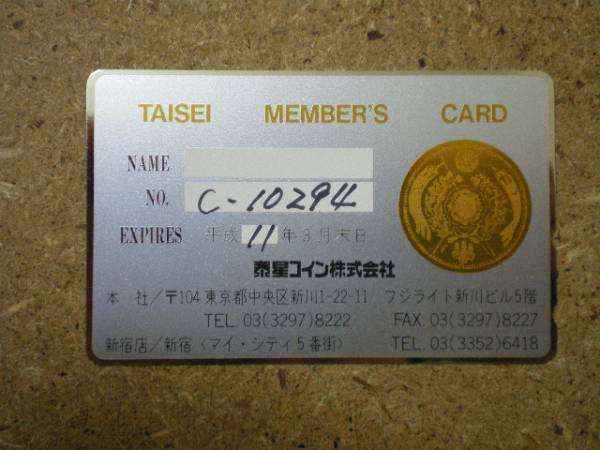 TAISEI MEMBER'S CARD
NAME
NO. C-10294
EXPIRES 平成11年3月末日
泰星コイン株式会社
本 社/〒104 東京都中央区新川1-22-11 フジライト新川ビル5階
TEL. 03(3297)8222 FAX. 03(3297)8227
新宿店/新宿〈マイ・シティ5番街〉 TEL. 03(3352)6418